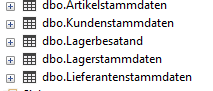 dbo.Artikelstammdaten
dbo.Kundenstammdaten
dbo.Lagerbesatand
dbo.Lagerstammdaten
dbo.Lieferantenstammdaten